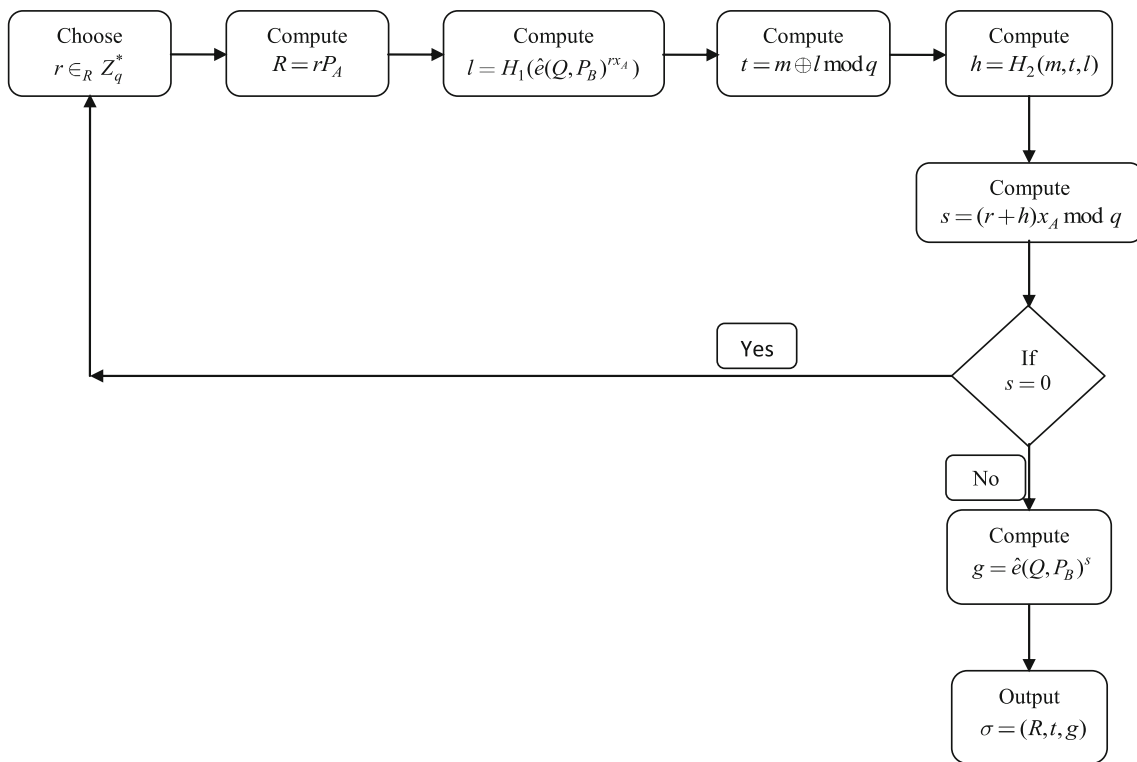 Choose
r ∈_R Z_q^*
Compute
R = rP_A
Compute
l = H_1(ê(Q, P_B)^{rx_A})
Compute
t = m ⊕ l mod q
Compute
h = H_2(m, t, l)
Compute
s = (r + h)x_A mod q
If
s = 0
Yes
No
Compute
g = ê(Q, P_B)^s
Output
σ = (R, t, g)